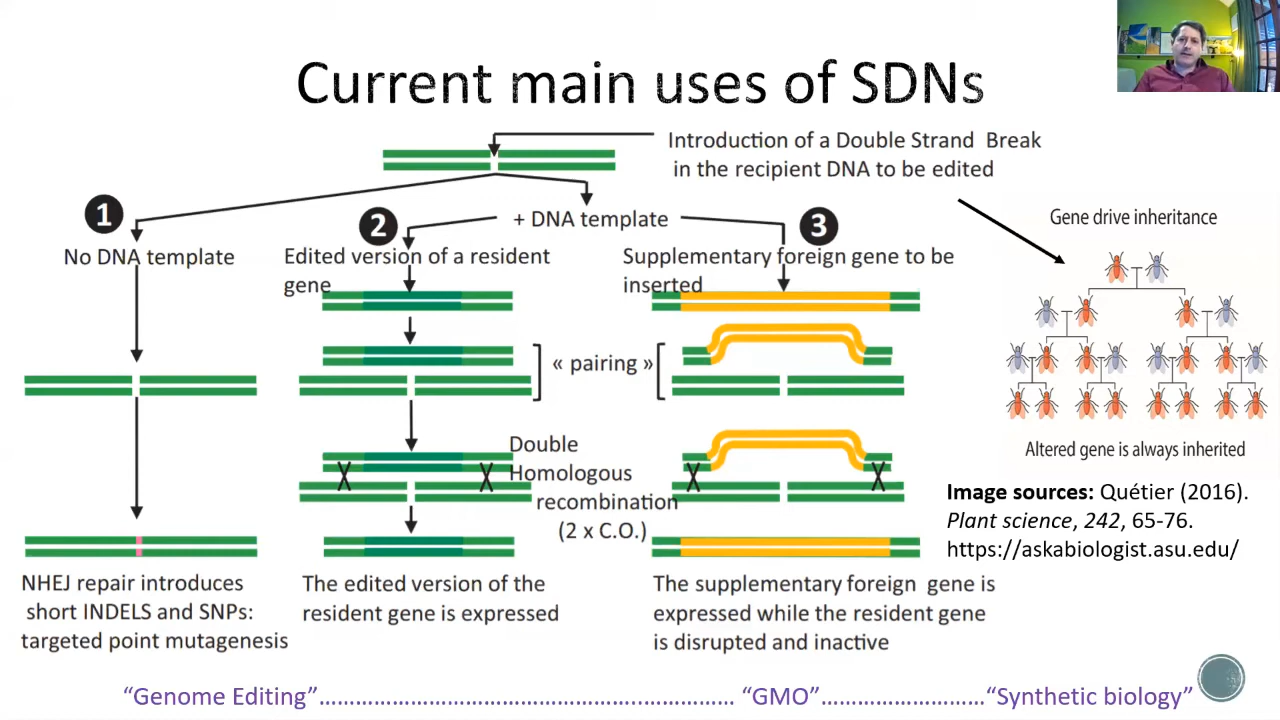 Current main uses of SDNs
Introduction of a Double Strand Break
in the recipient DNA to be edited
1
No DNA template
2
+ DNA template
3
Edited version of a resident
gene
Supplementary foreign gene to be
inserted
« pairing »
Double
Homologous
recombination
(2 x C.O.)
NHEJ repair introduces
short INDELS and SNPs:
targeted point mutagenesis
The edited version of the
resident gene is expressed
The supplementary foreign gene is
expressed while the resident gene
is disrupted and inactive
Gene drive inheritance
Altered gene is always inherited
Image sources: Quétier (2016).
Plant science, 242, 65-76.
https://askabiologist.asu.edu/
“Genome Editing”…………………………………………….……… “GMO”…………………“Synthetic biology”